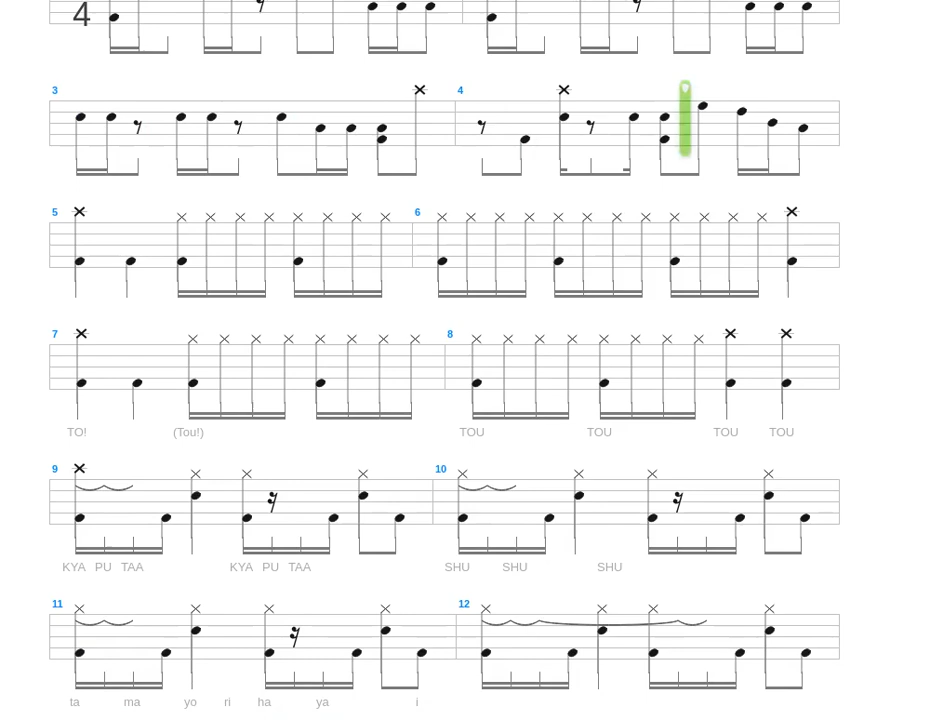 4
3 4
5 6
7 8
TO! (Tou!) TOU TOU TOU TOU
9 10
KYA PU TAA KYA PU TAA SHU SHU SHU
11 12
ta ma yo ri ha ya i